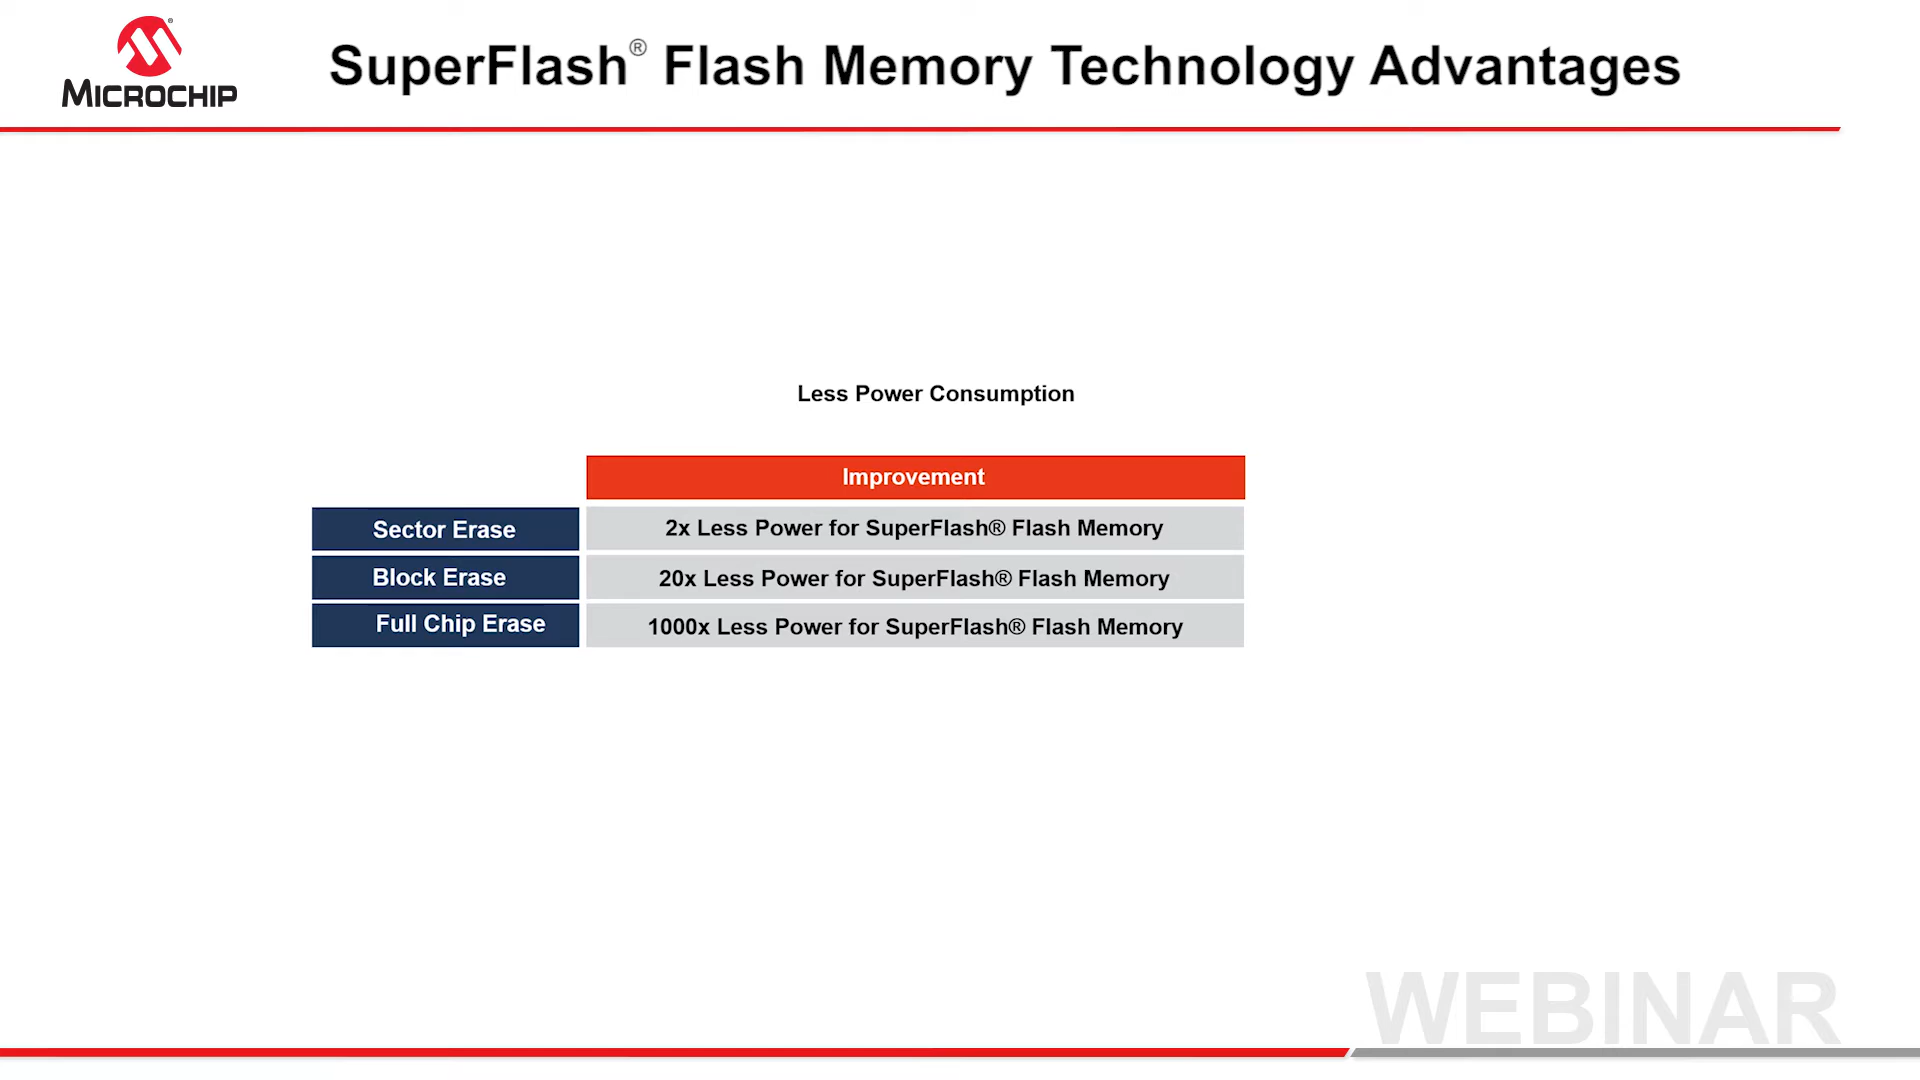 MICROCHIP
SuperFlash® Flash Memory Technology Advantages
Less Power Consumption
Improvement
Sector Erase 2x Less Power for SuperFlash® Flash Memory
Block Erase 20x Less Power for SuperFlash® Flash Memory
Full Chip Erase 1000x Less Power for SuperFlash® Flash Memory
WEBINAR